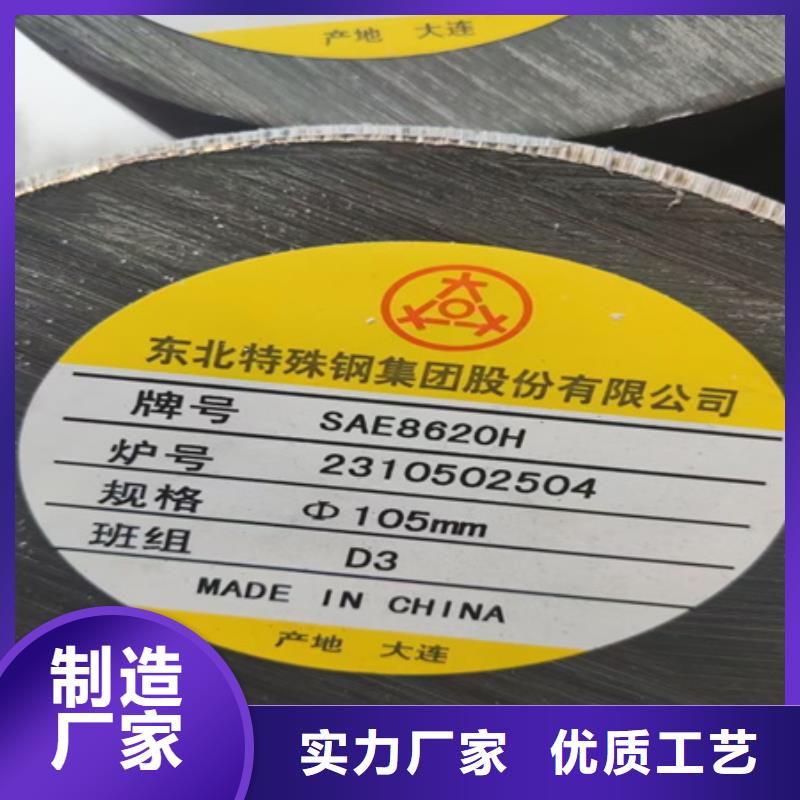 产地 大连
东北特殊钢集团股份有限公司
牌号 SAE8620H
炉号 2310502504
规格 Φ105mm
班组 D3
MADE IN CHINA
产地 大连
制造
厂家
实力厂家 优质工艺